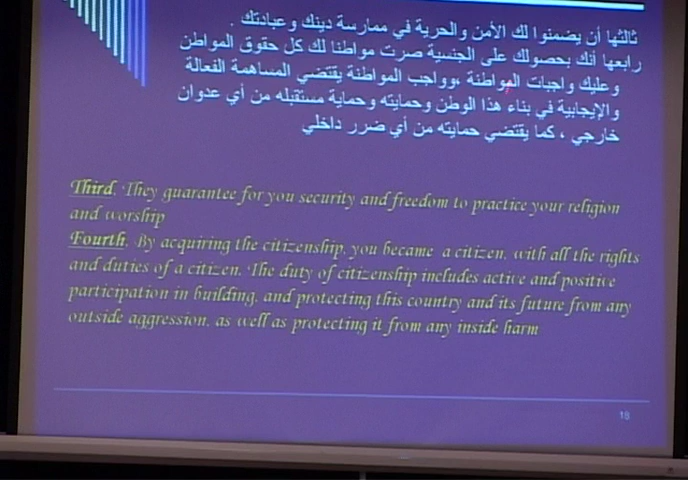 ثالثها أن يضمنوا لك الأمن والحرية في ممارسة دينك وعبادتك .
رابعها أنك بحصولك على الجنسية صرت مواطنا لك كل حقوق المواطن
وعليك واجبات المواطنة ،وواجب المواطنة يقتضي المساهمة الفعالة
والإيجابية في بناء هذا الوطن وحمايته وحماية مستقبله من أي عدوان
خارجي ، كما يقتضي حمايته من أي ضرر داخلي
Third. They guarantee for you security and freedom to practice your religion
and worship
Fourth. By acquiring the citizenship, you became a citizen, with all the rights
and duties of a citizen. The duty of citizenship includes active and positive
participation in building, and protecting this country and its future from any
outside aggression, as well as protecting it from any inside harm
18